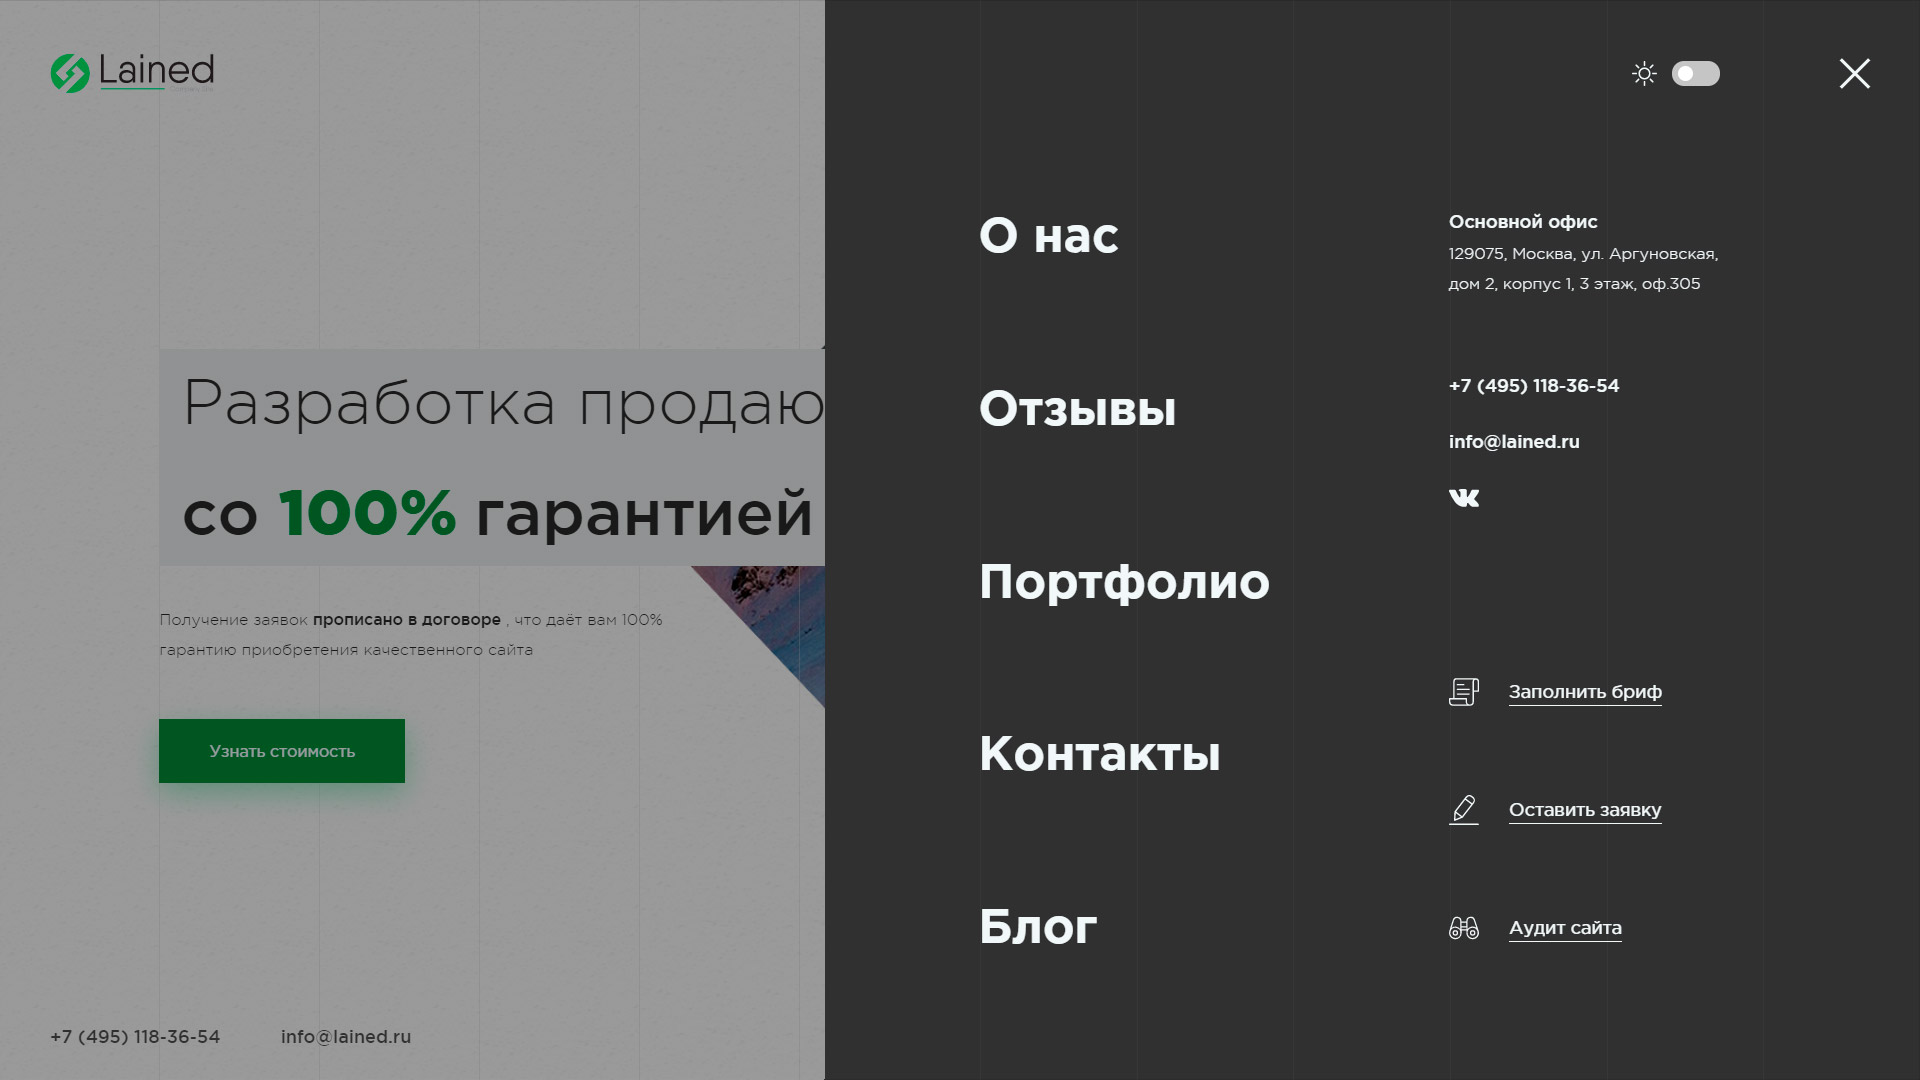 Lained
Разработка продаю
со 100% гарантией
Получение заявок прописано в договоре , что даёт вам 100%
гарантию приобретения качественного сайта
Узнать стоимость
+7 (495) 118-36-54
info@lained.ru
О нас
Отзывы
Портфолио
Контакты
Блог
Основной офис
129075, Москва, ул. Аргуновская,
дом 2, корпус 1, 3 этаж, оф.305
+7 (495) 118-36-54
info@lained.ru
Заполнить бриф
Оставить заявку
Аудит сайта